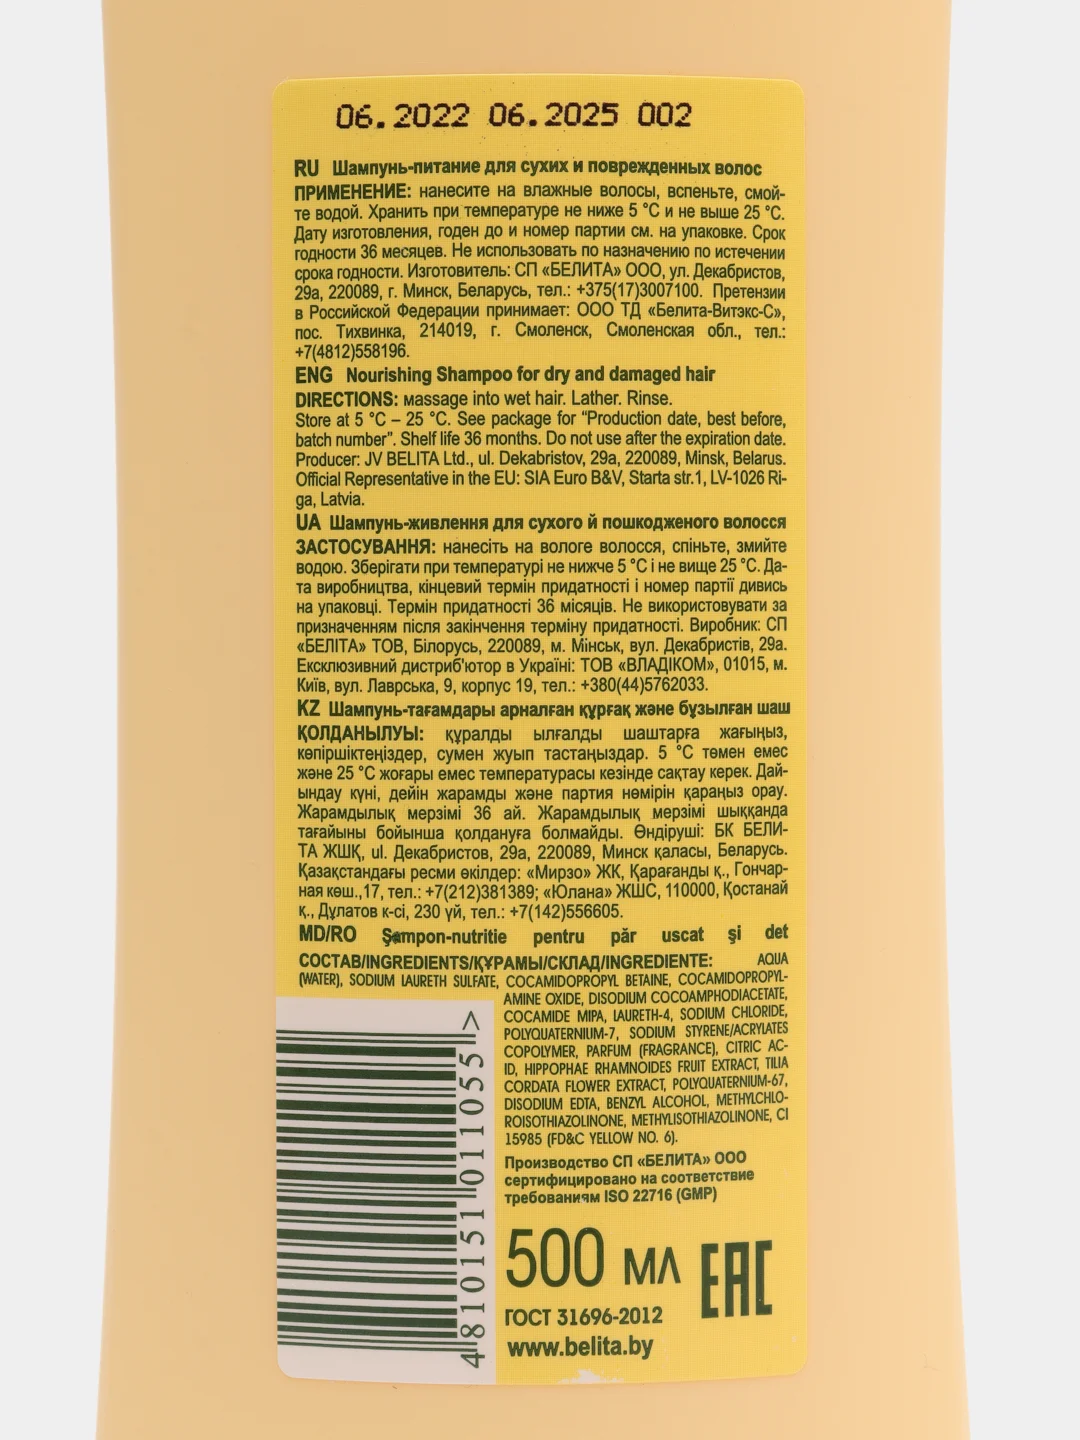 06.2022 06.2025 002
RU Шампунь-питание для сухих и поврежденных волос
ПРИМЕНЕНИЕ: нанесите на влажные волосы, вспеньте, смой-
те водой. Хранить при температуре не ниже 5 °С и не выше 25 °С.
Дату изготовления, годен до и номер партии см. на упаковке. Срок
годности 36 месяцев. Не использовать по назначению по истечении
срока годности. Изготовитель: СП «БЕЛИТА» ООО, ул. Декабристов,
29а, 220089, г. Минск, Беларусь, тел.: +375(17)3007100. Претензии
в Российской Федерации принимает: ООО ТД «Белита-Витэкс-С»,
пос. Тихвинка, 214019, г. Смоленск, Смоленская обл., тел.:
+7(4812)558196.
ENG Nourishing Shampoo for dry and damaged hair
DIRECTIONS: massage into wet hair. Lather. Rinse.
Store at 5 °C – 25 °C. See package for "Production date, best before,
batch number". Shelf life 36 months. Do not use after the expiration date.
Producer: JV BELITA Ltd., ul. Dekabristov, 29a, 220089, Minsk, Belarus.
Official Representative in the EU: SIA Euro B&V, Starta str.1, LV-1026 Ri-
ga, Latvia.
UA Шампунь-живлення для сухого й пошкодженого волосся
ЗАСТОСУВАННЯ: нанесіть на вологе волосся, спіньте, змийте
водою. Зберігати при температурі не нижче 5 °С і не вище 25 °С. Да-
та виробництва, кінцевий термін придатності і номер партії дивись
на упаковці. Термін придатності 36 місяців. Не використовувати за
призначенням після закінчення терміну придатності. Виробник: СП
«БЕЛІТА» ТОВ, Білорусь, 220089, м. Мінськ, вул. Декабристів, 29а.
Ексклюзивний дистриб'ютор в Україні: ТОВ «ВЛАДІКОМ», 01015, м.
Київ, вул. Лаврська, 9, корпус 19, тел.: +380(44)5762033.
KZ Шампунь-тағамдары арналған құрғақ және бұзылған шаш
ҚОЛДАНЫЛУЫ: құралды ылғалды шаштарға жағыңыз,
көпіршіктеңіздер, сумен жуып тастаңыздар. 5 °С төмен емес
және 25 °С жоғары емес температурасы кезінде сақтау керек. Дай-
ындау күні, дейін жарамды және партия нөмірін қараңыз орау.
Жарамдылық мерзімі 36 ай. Жарамдылық мерзімі шыққанда
тағайыны бойынша қолдануға болмайды. Өндіруші: БК БЕЛИ-
ТА ЖШҚ, ul. Декабристов, 29а, 220089, Минск қаласы, Беларусь.
Қазақстандағы ресми өкілдер: «Мирзо» ЖК, Қарағанды қ., Гончар-
ная көш.,17, тел.: +7(212)381389; «Юлана» ЖШС, 110000, Қостанай
қ., Дулатов к-сі, 230 үй, тел.: +7(142)556605.
MD/RO Şampon-nutritie pentru păr uscat şi det
СОСТАВ/INGREDIENTS/ҚҰРАМЫ/СКЛАД/INGREDIENTE: AQUA
(WATER), SODIUM LAURETH SULFATE, COCAMIDOPROPYL BETAINE, COCAMIDOPROPYL-
AMINE OXIDE, DISODIUM COCOAMPHODIACETATE,
COCAMIDE MIPA, LAURETH-4, SODIUM CHLORIDE,
POLYQUATERNIUM-7, SODIUM STYRENE/ACRYLATES
COPOLYMER, PARFUM (FRAGRANCE), CITRIC AC-
ID, HIPPOPHAE RHAMNOIDES FRUIT EXTRACT, TILIA
CORDATA FLOWER EXTRACT, POLYQUATERNIUM-67,
DISODIUM EDTA, BENZYL ALCOHOL, METHYLCHLO-
ROISOTHIAZOLINONE, METHYLISOTHIAZOLINONE, CI
15985 (FD&C YELLOW NO. 6).
Производство СП «БЕЛИТА» ООО
сертифицировано на соответствие
требованиям ISO 22716 (GMP)
500 мл EAC
ГОСТ 31696-2012
www.belita.by
4 810151 011055 >